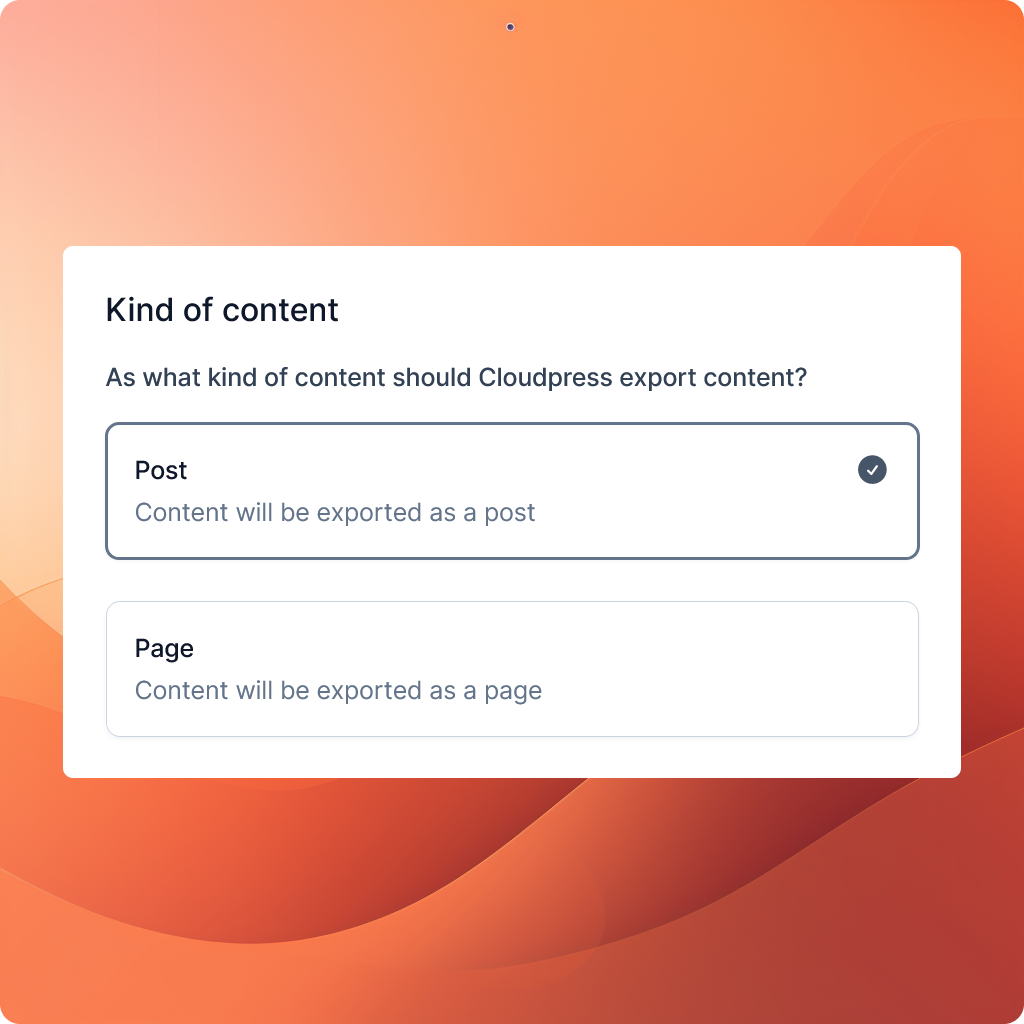 Kind of content
As what kind of content should Cloudpress export content?
Post
Content will be exported as a post
Page
Content will be exported as a page